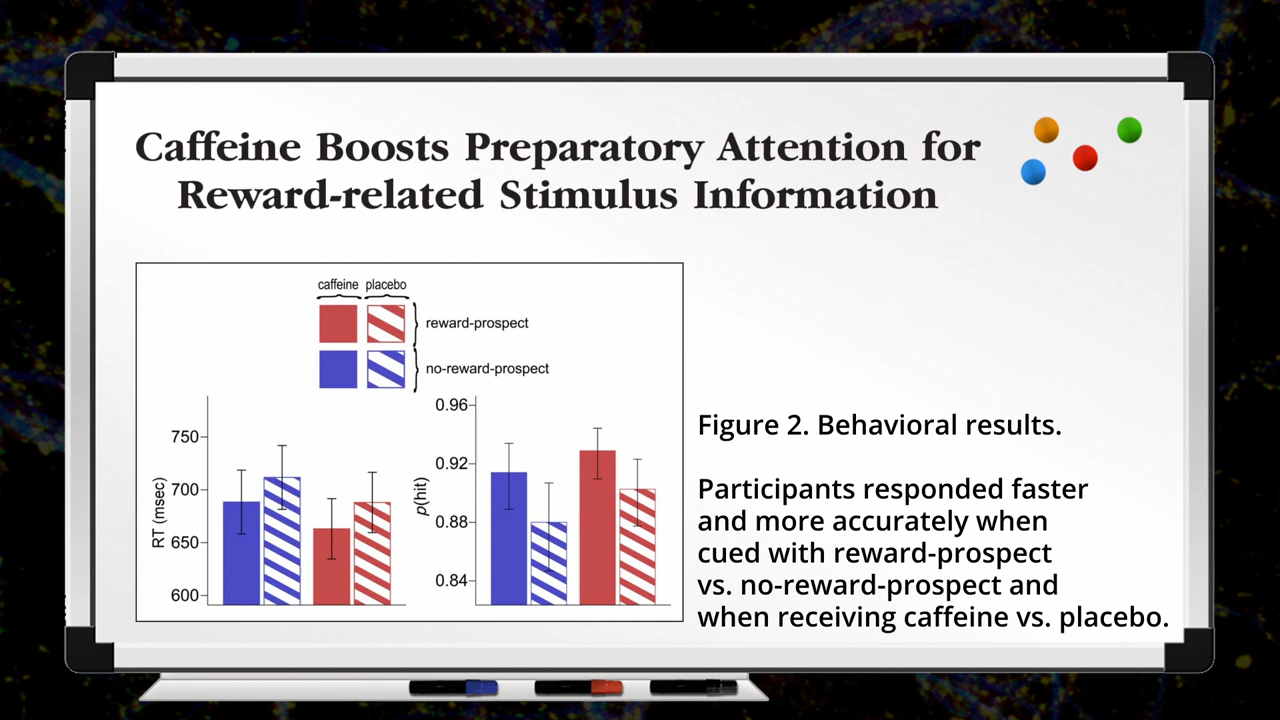 Caffeine Boosts Preparatory Attention for
Reward-related Stimulus Information
caffeine placebo
reward-prospect
no-reward-prospect
750
700
650
600
RT (msec)
0.96
0.92
0.88
0.84
p(hit)
Figure 2. Behavioral results.
Participants responded faster
and more accurately when
cued with reward-prospect
vs. no-reward-prospect and
when receiving caffeine vs. placebo.